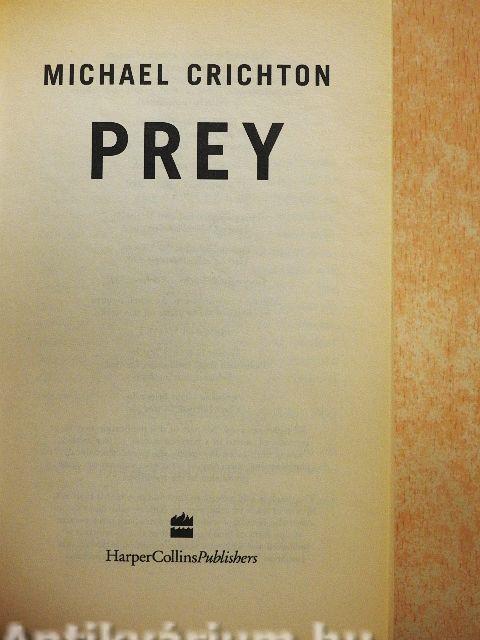 MICHAEL CRICHTON
PREY
HarperCollinsPublishers
Antikvárium.hu